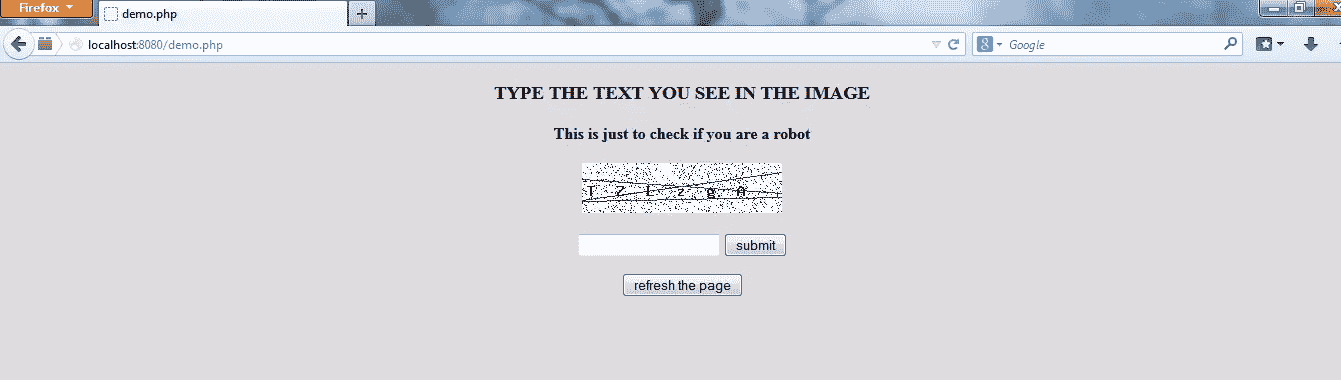 Firefox
demo.php
localhost:8080/demo.php
Google
TYPE THE TEXT YOU SEE IN THE IMAGE
This is just to check if you are a robot
T Z z g A
submit
refresh the page